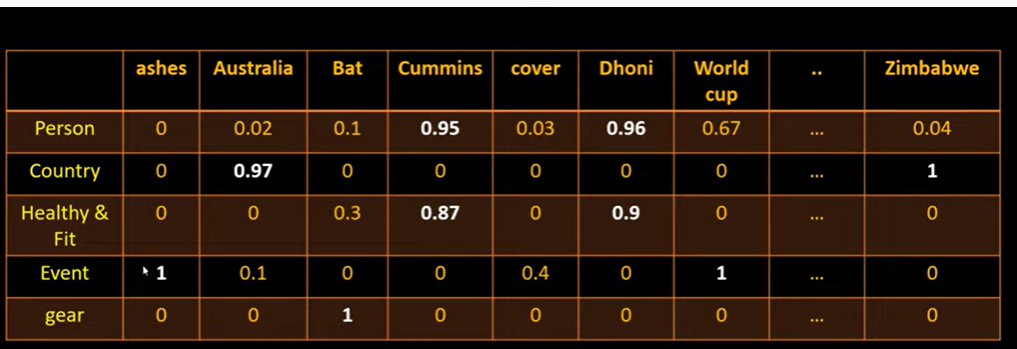 ashes Australia Bat Cummins cover Dhoni World cup .. Zimbabwe
Person 0 0.02 0.1 0.95 0.03 0.96 0.67 ... 0.04
Country 0 0.97 0 0 0 0 0 ... 1
Healthy & Fit 0 0 0.3 0.87 0 0.9 0 ... 0
Event 1 0.1 0 0 0.4 0 1 ... 0
gear 0 0 1 0 0 0 0 ... 0